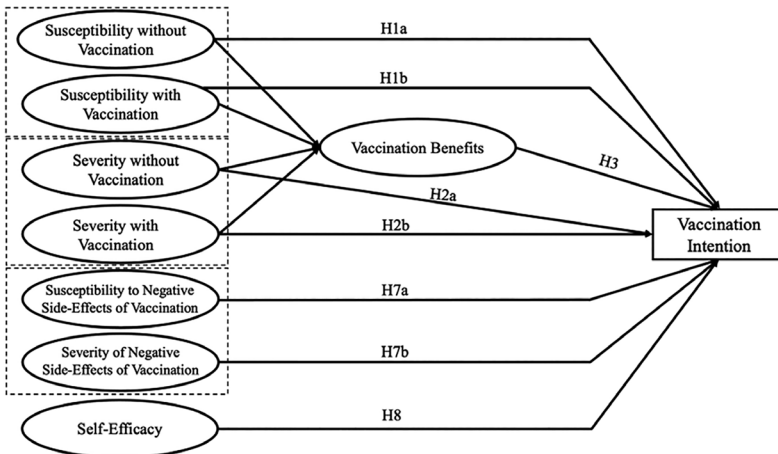 Susceptibility without
Vaccination
H1a
Susceptibility with
Vaccination
H1b
Vaccination Benefits
H3
Severity without
Vaccination
H2a
Severity with
Vaccination
H2b
Vaccination
Intention
Susceptibility to Negative
Side-Effects of Vaccination
H7a
Severity of Negative
Side-Effects of Vaccination
H7b
Self-Efficacy
H8